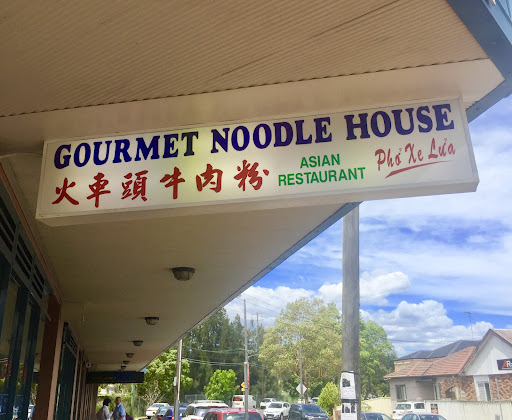 GOURMET NOODLE HOUSE
火車頭牛肉粉
ASIAN
RESTAURANT
Phở Xe Lửa